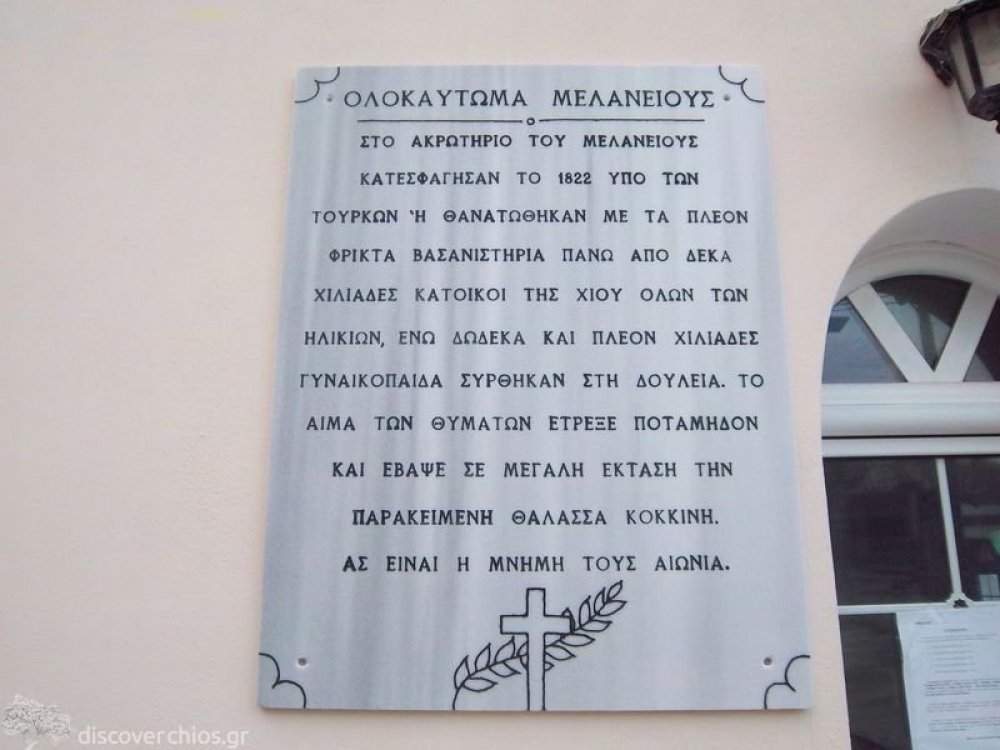 ΟΛΟΚΑΥΤΩΜΑ ΜΕΛΑΝΕΙΟΥΣ
ΣΤΟ ΑΚΡΩΤΗΡΙΟ ΤΟΥ ΜΕΛΑΝΕΙΟΥΣ
ΚΑΤΕΣΦΑΓΗΣΑΝ ΤΟ 1822 ΥΠΟ ΤΩΝ
ΤΟΥΡΚΩΝ Ή ΘΑΝΑΤΩΘΗΚΑΝ ΜΕ ΤΑ ΠΛΕΟΝ
ΦΡΙΚΤΑ ΒΑΣΑΝΙΣΤΗΡΙΑ ΠΑΝΩ ΑΠΟ ΔΕΚΑ
ΧΙΛΙΑΔΕΣ ΚΑΤΟΙΚΟΙ ΤΗΣ ΧΙΟΥ ΟΛΩΝ ΤΩΝ
ΗΛΙΚΙΩΝ, ΕΝΩ ΔΩΔΕΚΑ ΚΑΙ ΠΛΕΟΝ ΧΙΛΙΑΔΕΣ
ΓΥΝΑΙΚΟΠΑΙΔΑ ΣΥΡΘΗΚΑΝ ΣΤΗ ΔΟΥΛΕΙΑ. ΤΟ
ΑΙΜΑ ΤΩΝ ΘΥΜΑΤΩΝ ΕΤΡΕΞΕ ΠΟΤΑΜΗΔΟΝ
ΚΑΙ ΕΒΑΨΕ ΣΕ ΜΕΓΑΛΗ ΕΚΤΑΣΗ ΤΗΝ
ΠΑΡΑΚΕΙΜΕΝΗ ΘΑΛΑΣΣΑ ΚΟΚΚΙΝΗ.
ΑΣ ΕΙΝΑΙ Η ΜΝΗΜΗ ΤΟΥΣ ΑΙΩΝΙΑ.
discoverchios.gr